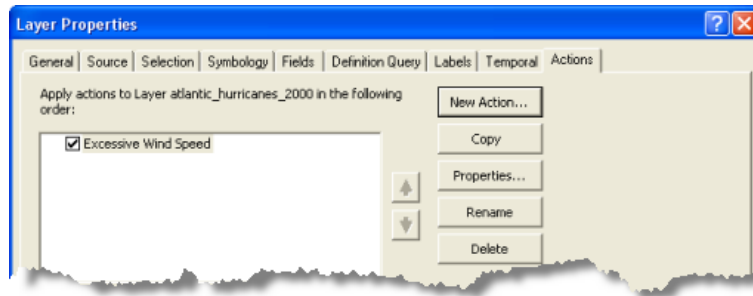 Layer Properties
General Source Selection Symbology Fields Definition Query Labels Temporal Actions
Apply actions to Layer atlantic_hurricanes_2000 in the following
order:
New Action...
Excessive Wind Speed
Copy
Properties...
Rename
Delete